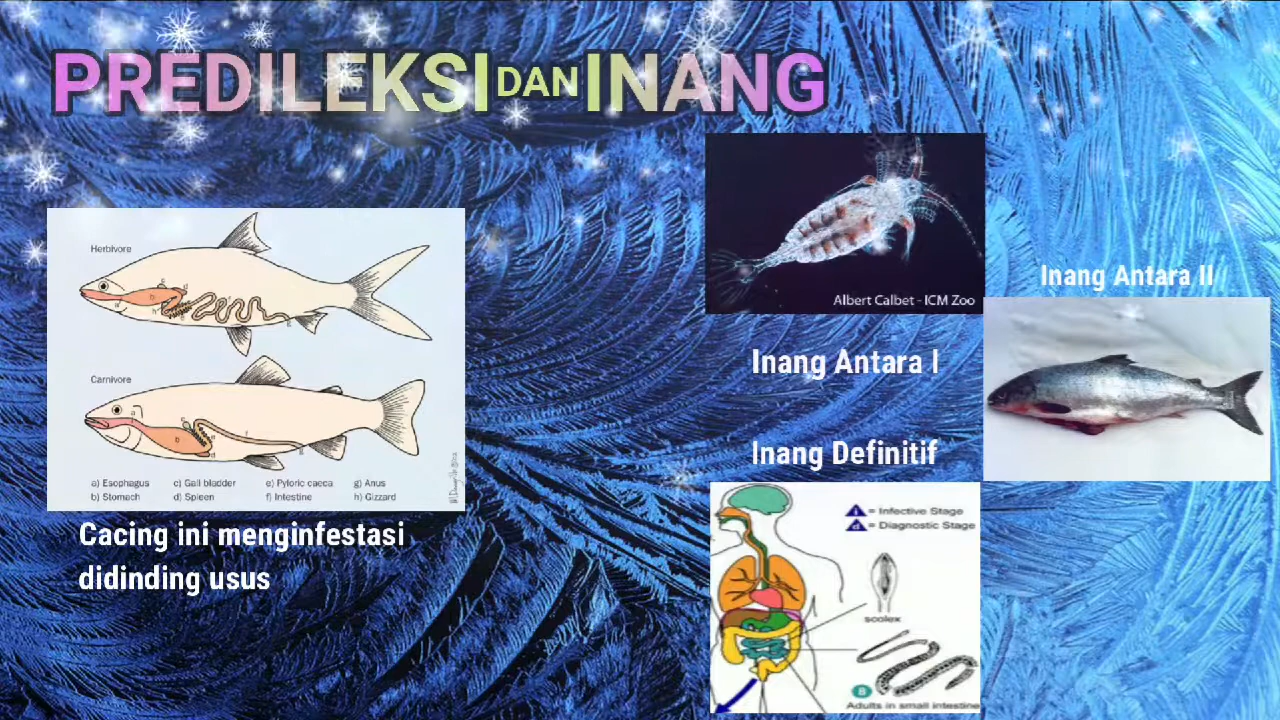 PREDILEKSI DAN INANG
Herbivore
Carnivore
a) Esophagus c) Gall bladder e) Pyloric caeca g) Anus
b) Stomach d) Spleen f) Intestine h) Gizzard
Cacing ini menginfestasi
didinding usus
Albert Calbet - ICM Zoo
Inang Antara I
Inang Antara II
Inang Definitif
i = Infective Stage
d = Diagnostic Stage
scolex
B
Adults in small intestine